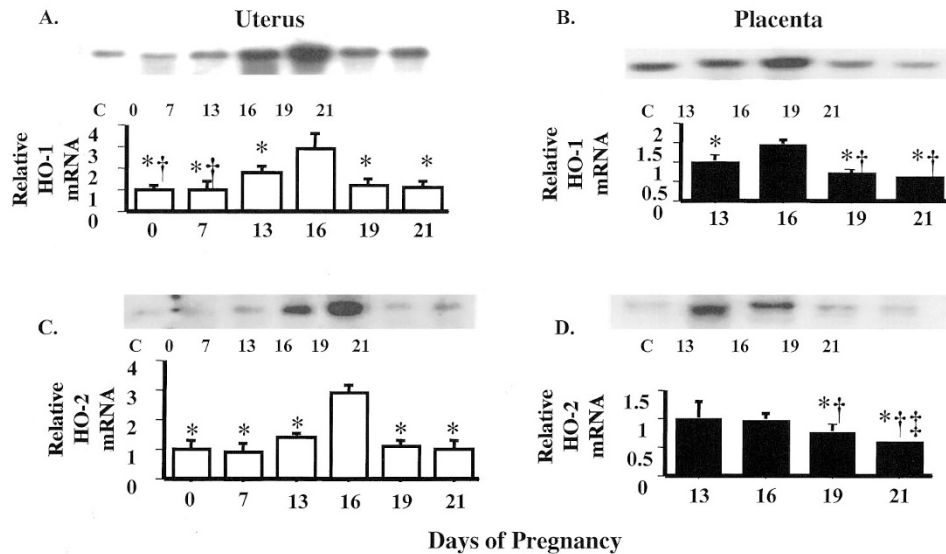 A.
Uterus
C 0 7 13 16 19 21
Relative
HO-1
mRNA
4
3
2
1
0
*† *‡ * * *
0 7 13 16 19 21
B.
Placenta
C 13 16 19 21
Relative
HO-1
mRNA
2
1.5
1
0.5
0
* *† *†
13 16 19 21
C.
C 0 7 13 16 19 21
Relative
HO-2
mRNA
4
3
2
1
0
* * * * *
0 7 13 16 19 21
D.
C 13 16 19 21
Relative
HO-2
mRNA
1.5
1
0.5
0
*† *†‡
13 16 19 21
Days of Pregnancy